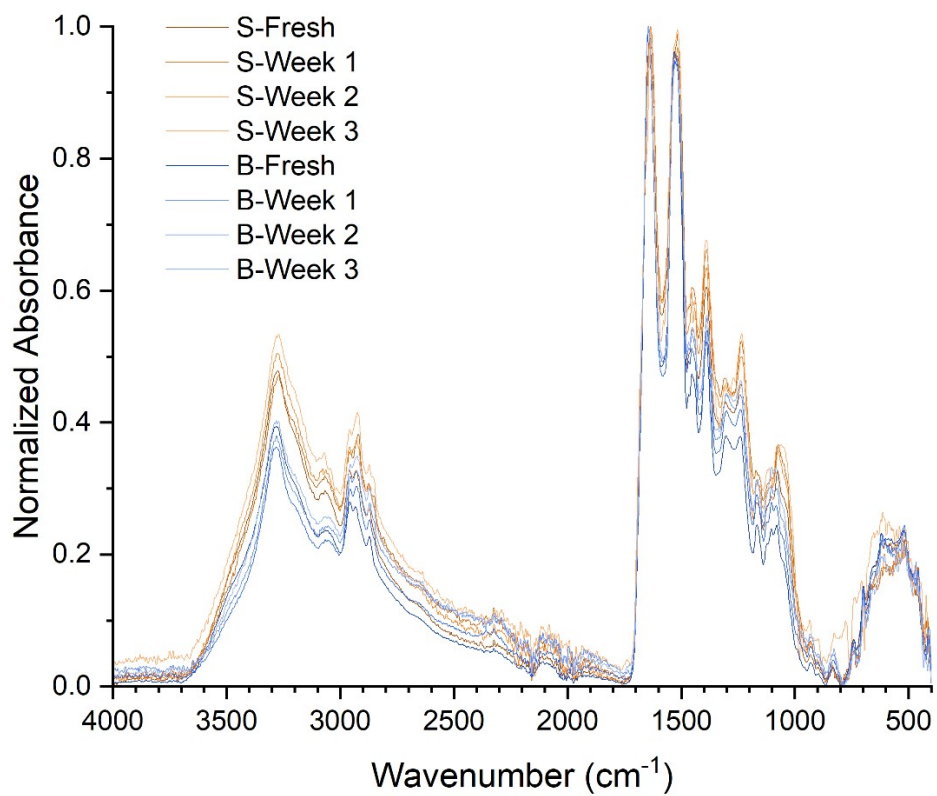 1.0
0.8
0.6
0.4
0.2
0.0
Normalized Absorbance
S-Fresh
S-Week 1
S-Week 2
S-Week 3
B-Fresh
B-Week 1
B-Week 2
B-Week 3
4000 3500 3000 2500 2000 1500 1000 500
Wavenumber (cm⁻¹)